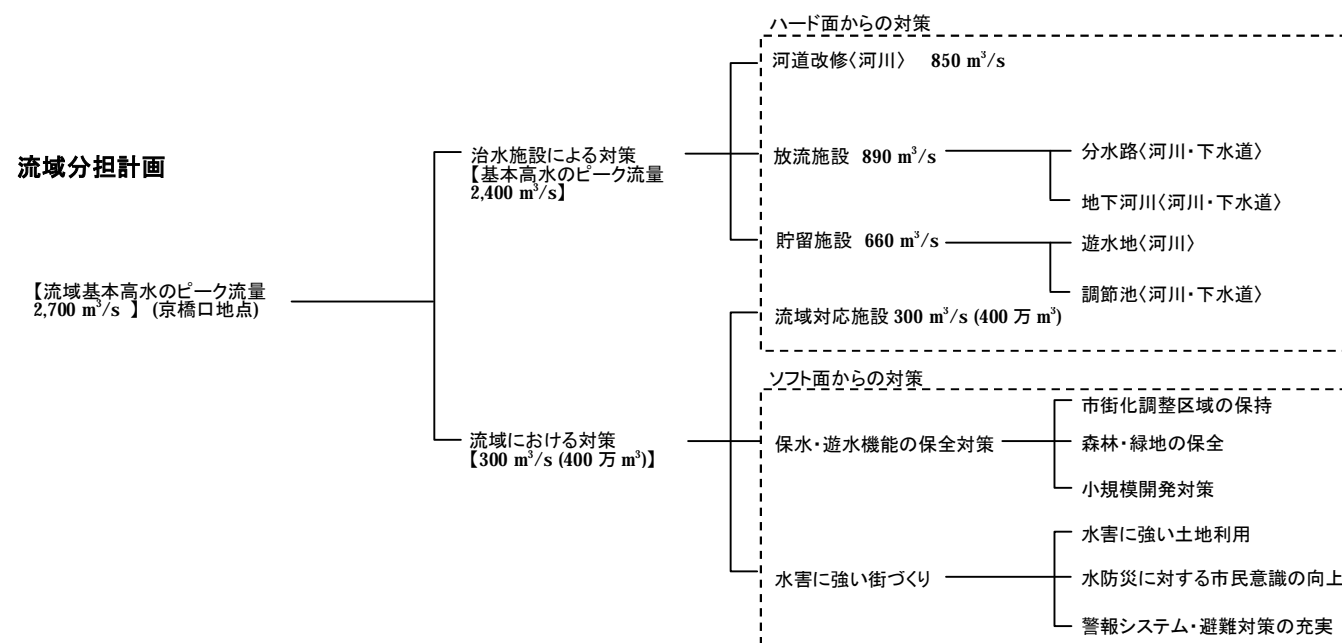 流域分担計画
【流域基本高水のピーク流量
2,700 m³/s 】 (京橋口地点)
治水施設による対策
【基本高水のピーク流量
2,400 m³/s】
流域における対策
【300 m³/s (400 万 m³)】
ハード面からの対策
河道改修〈河川〉 850 m³/s
放流施設 890 m³/s
分水路〈河川・下水道〉
地下河川〈河川・下水道〉
貯留施設 660 m³/s
遊水地〈河川〉
調節池〈河川・下水道〉
流域対応施設 300 m³/s (400 万 m³)
ソフト面からの対策
保水・遊水機能の保全対策
市街化調整区域の保持
森林・緑地の保全
小規模開発対策
水害に強い街づくり
水害に強い土地利用
水防災に対する市民意識の向上
警報システム・避難対策の充実